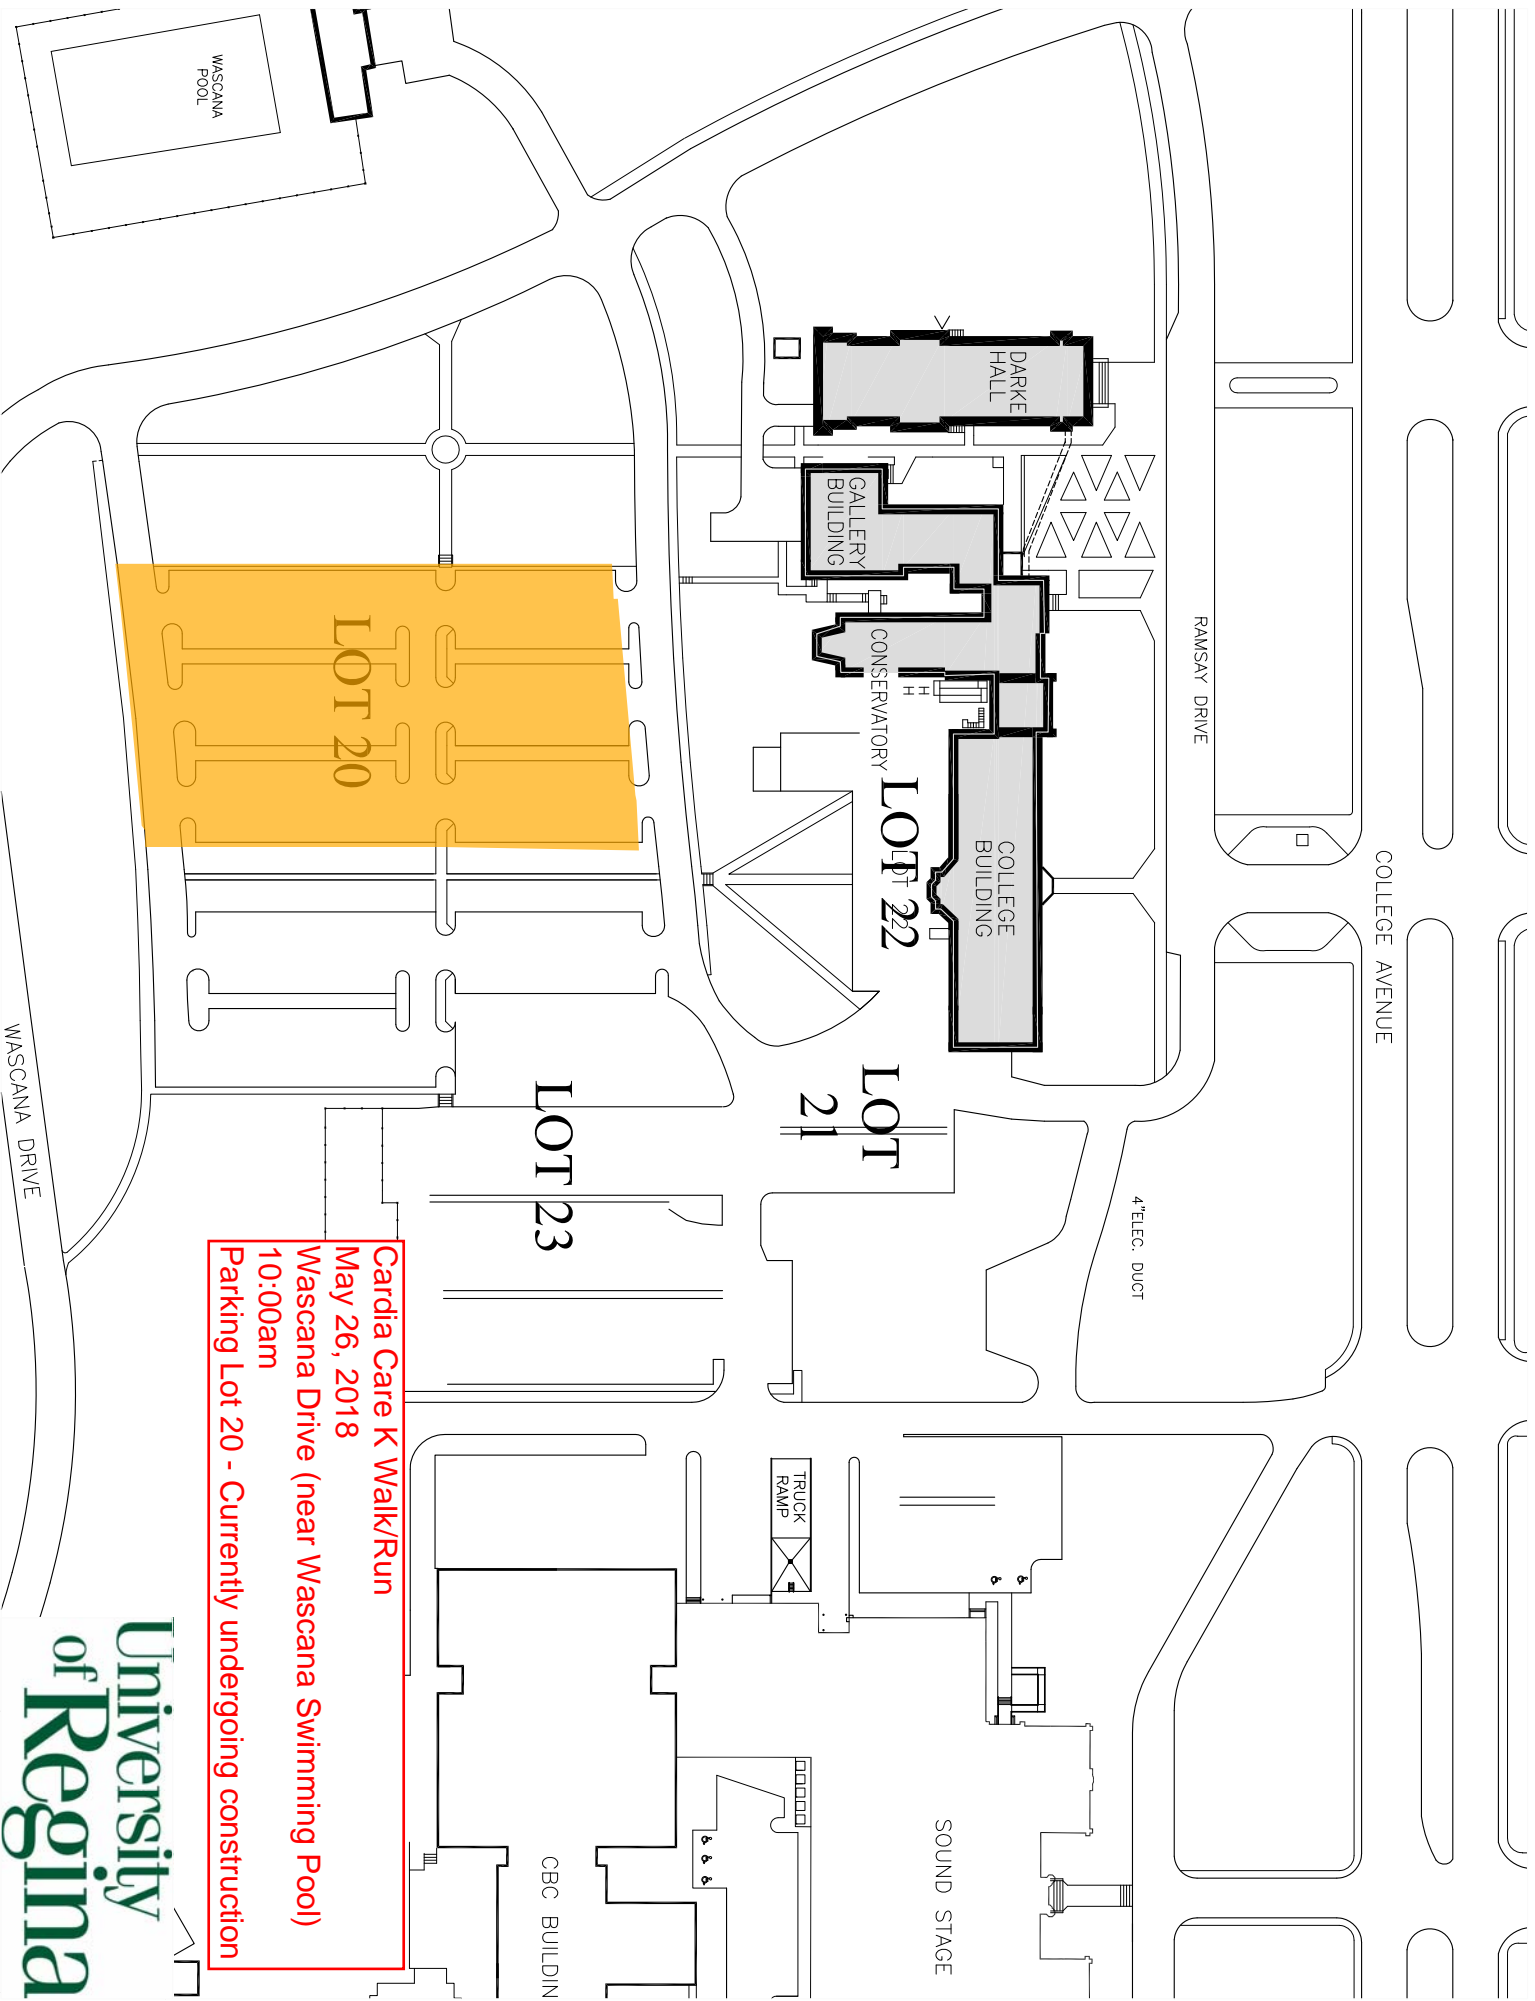 COLLEGE AVENUE
RAMSAY DRIVE
4"ELEC. DUCT
DARKE
HALL
GALLERY
BUILDING
CONSERVATORY
H
H
COLLEGE
BUILDING
LOT 22
LOT 22
LOT
21
LOT 20
LOT 23
WASCANA
POOL
WASCANA DRIVE
TRUCK
RAMP
SOUND STAGE
CBC BUILDIN
Cardia Care K Walk/Run
May 26, 2018
Wascana Drive (near Wascana Swimming Pool)
10:00am
Parking Lot 20 - Currently undergoing construction
University
of Regina